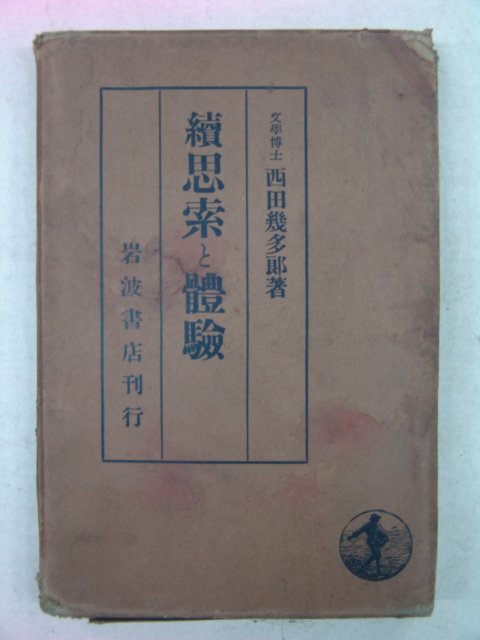 文學博士 西田幾多郞著
續思索と體驗
岩波書店刊行